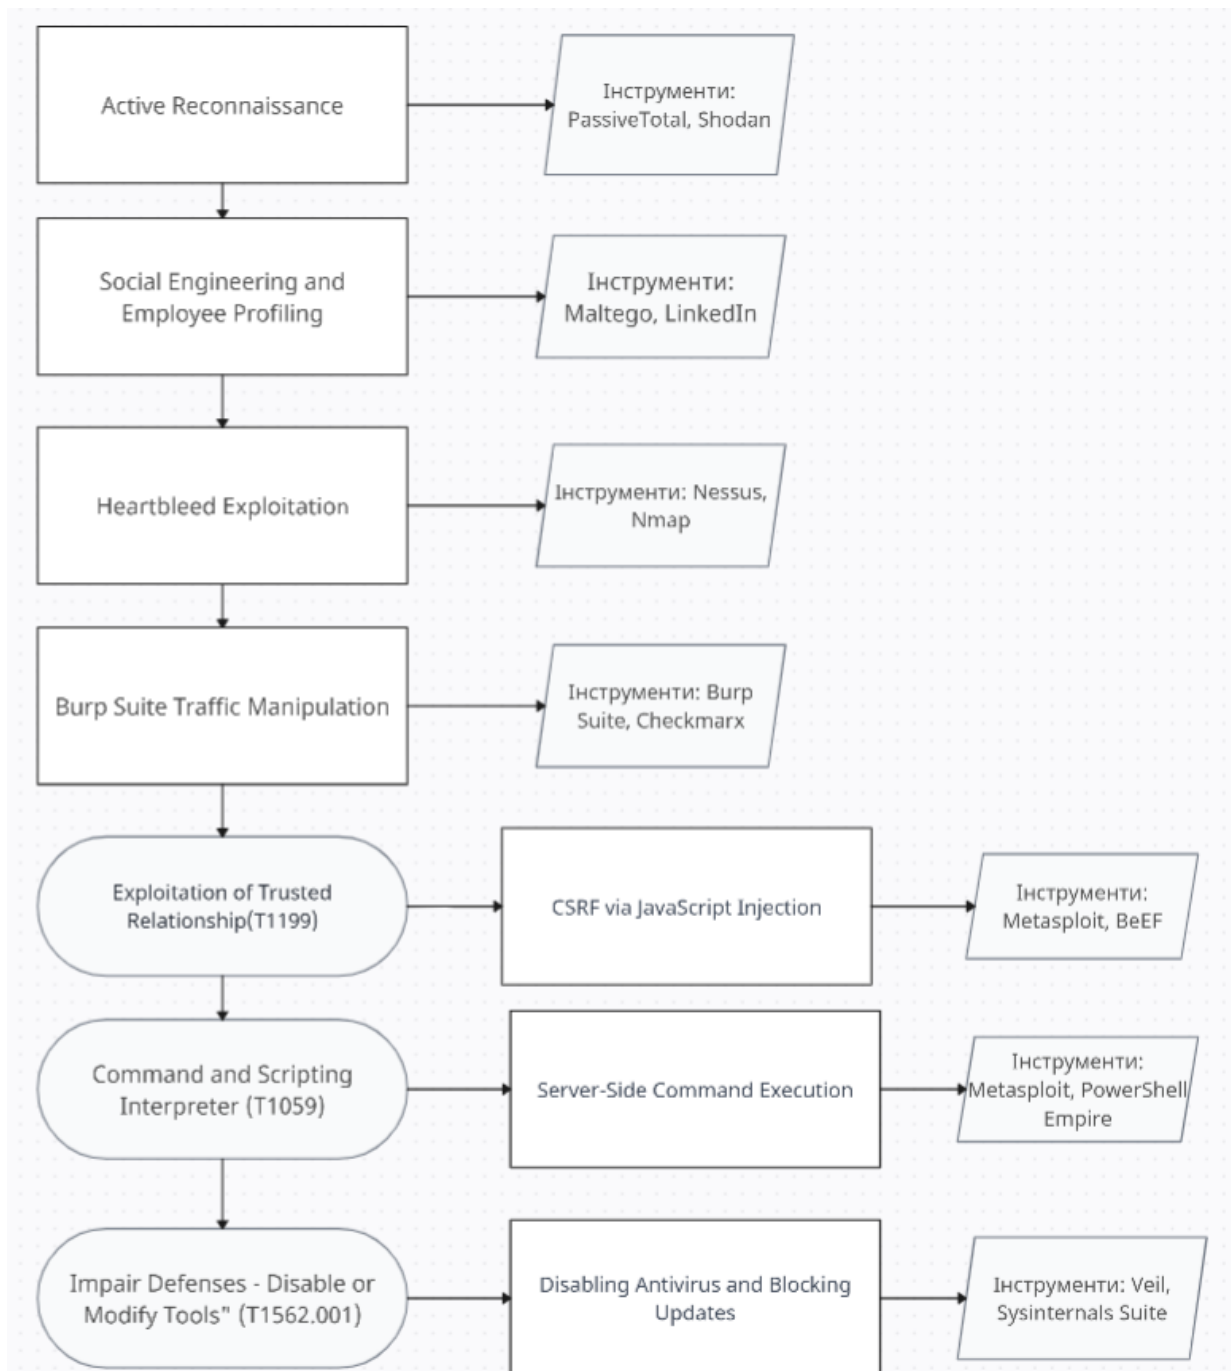 Active Reconnaissance
Інструменти:
PassiveTotal, Shodan
Social Engineering and
Employee Profiling
Інструменти:
Maltego, LinkedIn
Heartbleed Exploitation
Інструменти: Nessus,
Nmap
Burp Suite Traffic Manipulation
Інструменти: Burp
Suite, Checkmarx
Exploitation of Trusted
Relationship(T1199)
CSRF via JavaScript Injection
Інструменти:
Metasploit, BeEF
Command and Scripting
Interpreter (T1059)
Server-Side Command Execution
Інструменти:
Metasploit, PowerShell
Empire
Impair Defenses - Disable or
Modify Tools" (T1562.001)
Disabling Antivirus and Blocking
Updates
Інструменти: Veil,
Sysinternals Suite